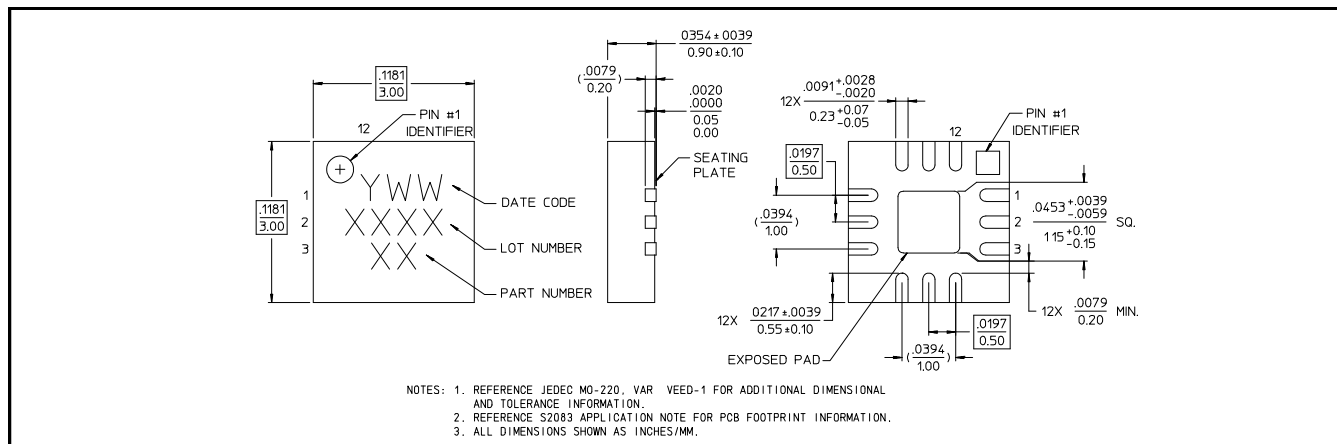 .1181
3.00
12
PIN #1
IDENTIFIER
.1181
3.00
1
2
3
YWW
XXXX
XX
DATE CODE
LOT NUMBER
PART NUMBER
0354±0039
0.90±0.10
(.0079
0.20)
.0020
.0000
0.05
0.00
SEATING
PLATE
12X .0091+.0028
-.0020
0.23+0.07
-0.05
12
PIN #1
IDENTIFIER
.0197
0.50
(.0394
1.00)
1
2
3
.0453+.0039
-.0059
115+0.10
-0.15
SQ.
12X 0217±.0039
0.55±0.10
12X .0079
0.20 MIN.
.0197
0.50
(.0394
1.00)
EXPOSED PAD
NOTES: 1. REFERENCE JEDEC MO-220, VAR VEED-1 FOR ADDITIONAL DIMENSIONAL
AND TOLERANCE INFORMATION.
2. REFERENCE S2083 APPLICATION NOTE FOR PCB FOOTPRINT INFORMATION.
3. ALL DIMENSIONS SHOWN AS INCHES/MM.